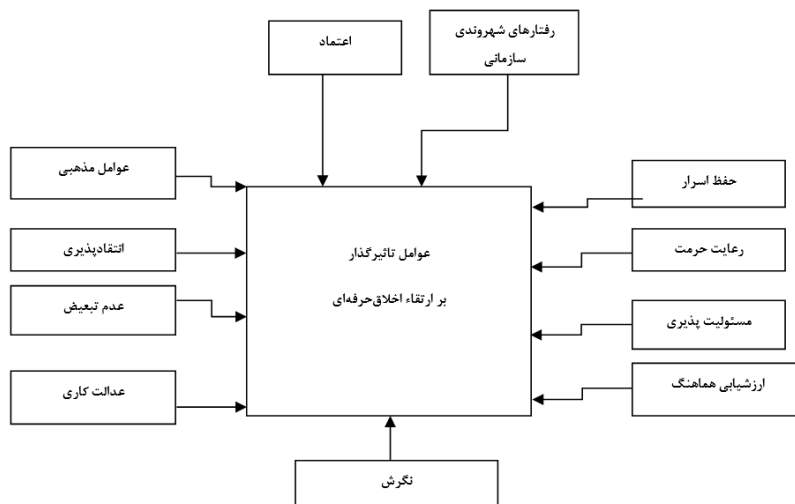 رفتارهای شهروندی
سازمانی
اعتماد
حفظ اسرار
عوامل مذهبی
رعایت حرمت
انتقادپذیری
عوامل تاثیرگذار
بر ارتقاء اخلاق‌حرفه‌ای
عدم تبعیض
مسئولیت پذیری
ارزشیابی هماهنگ
عدالت کاری
نگرش